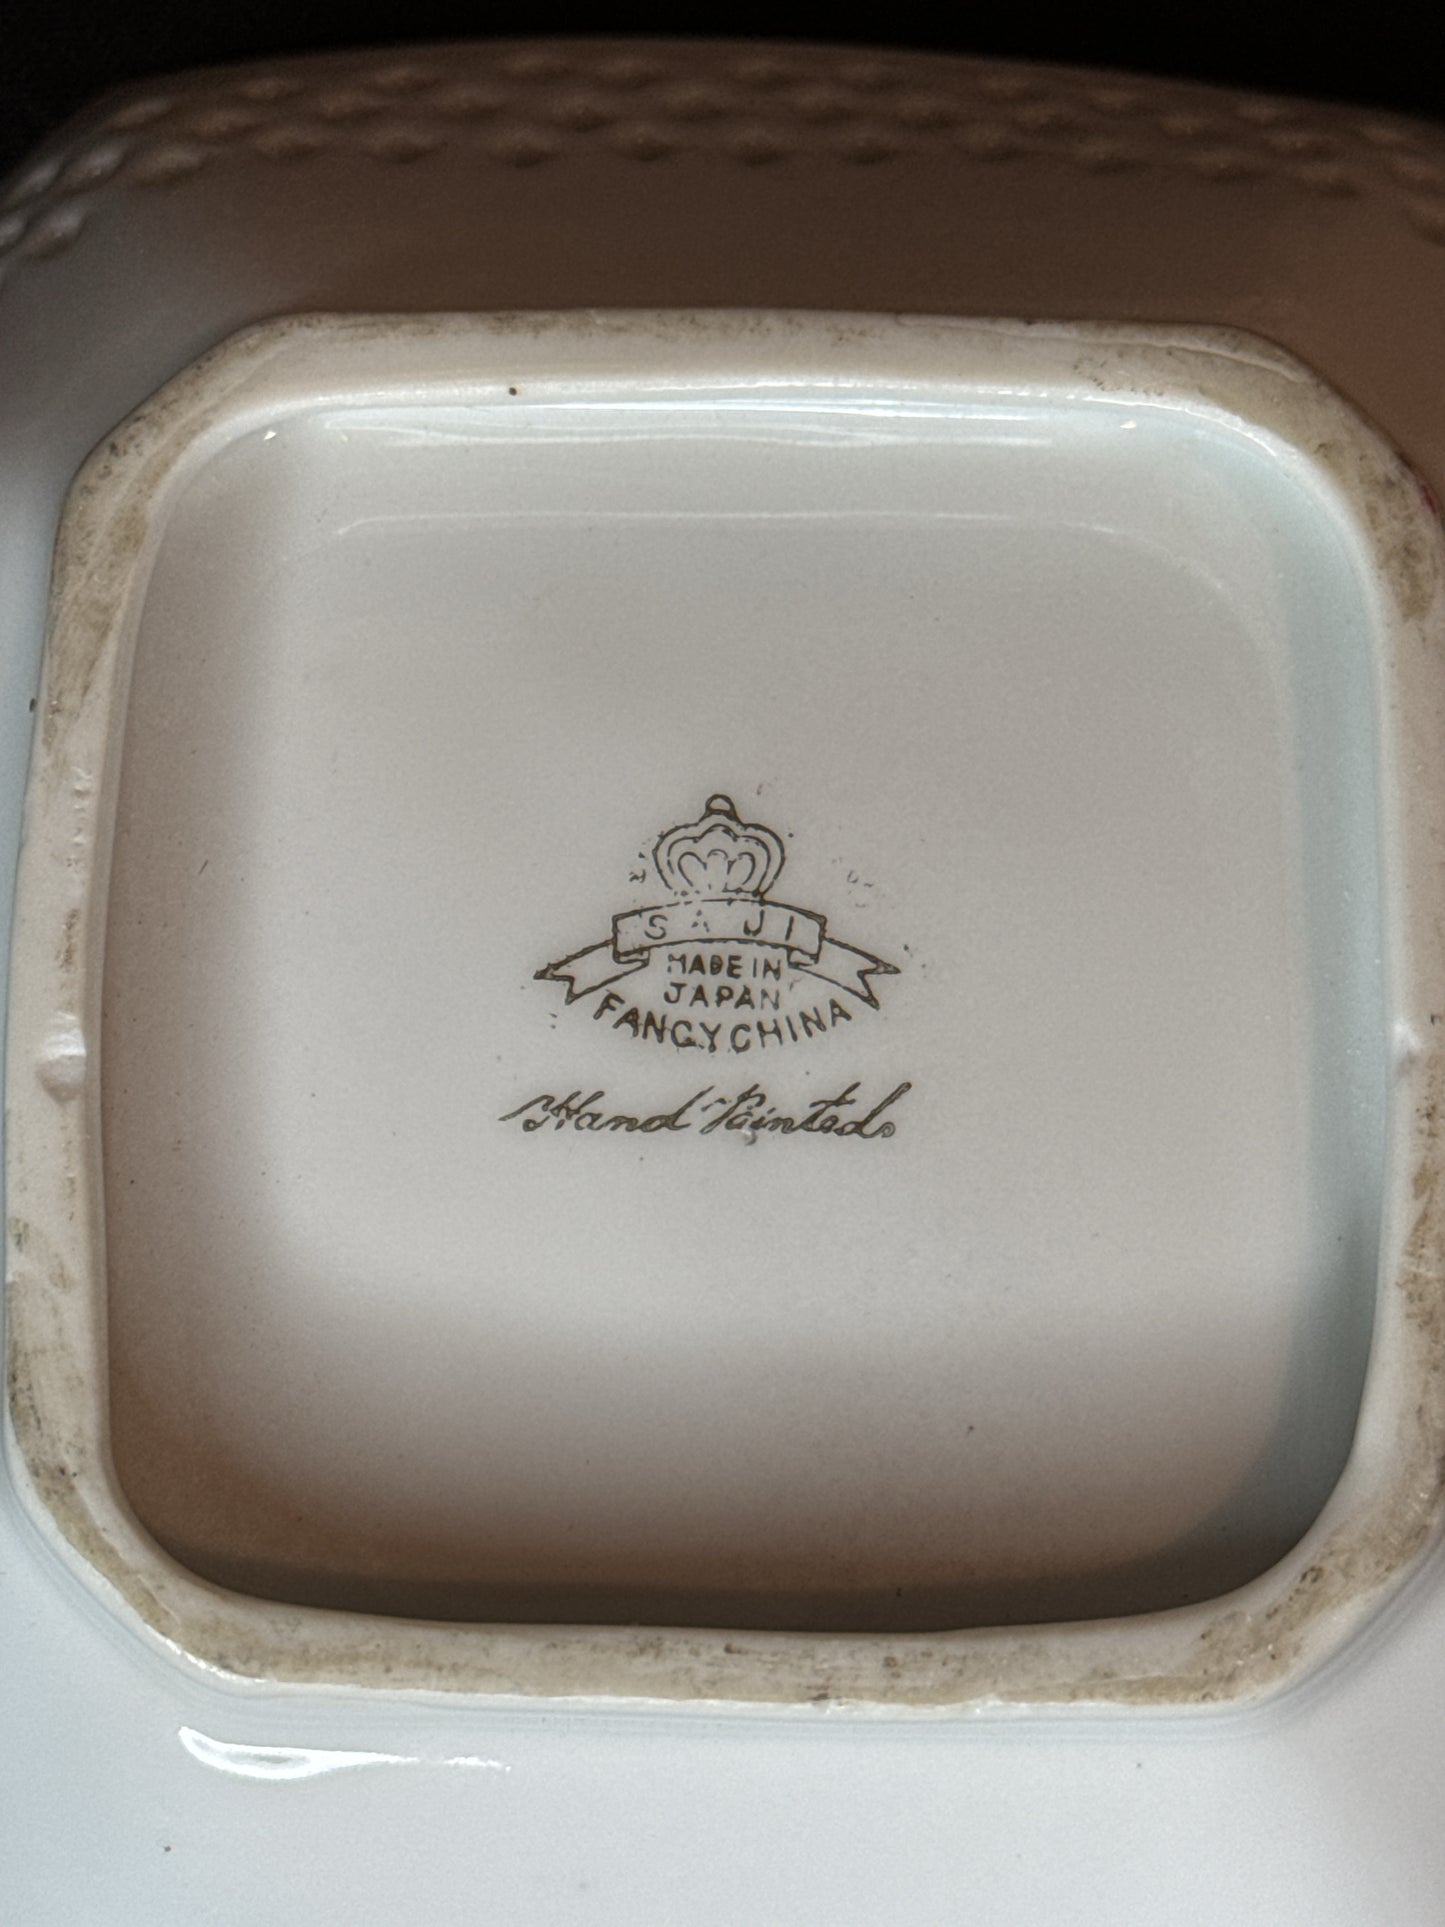 SAJI
MADE IN
JAPAN
FANCY CHINA
Hand Painted